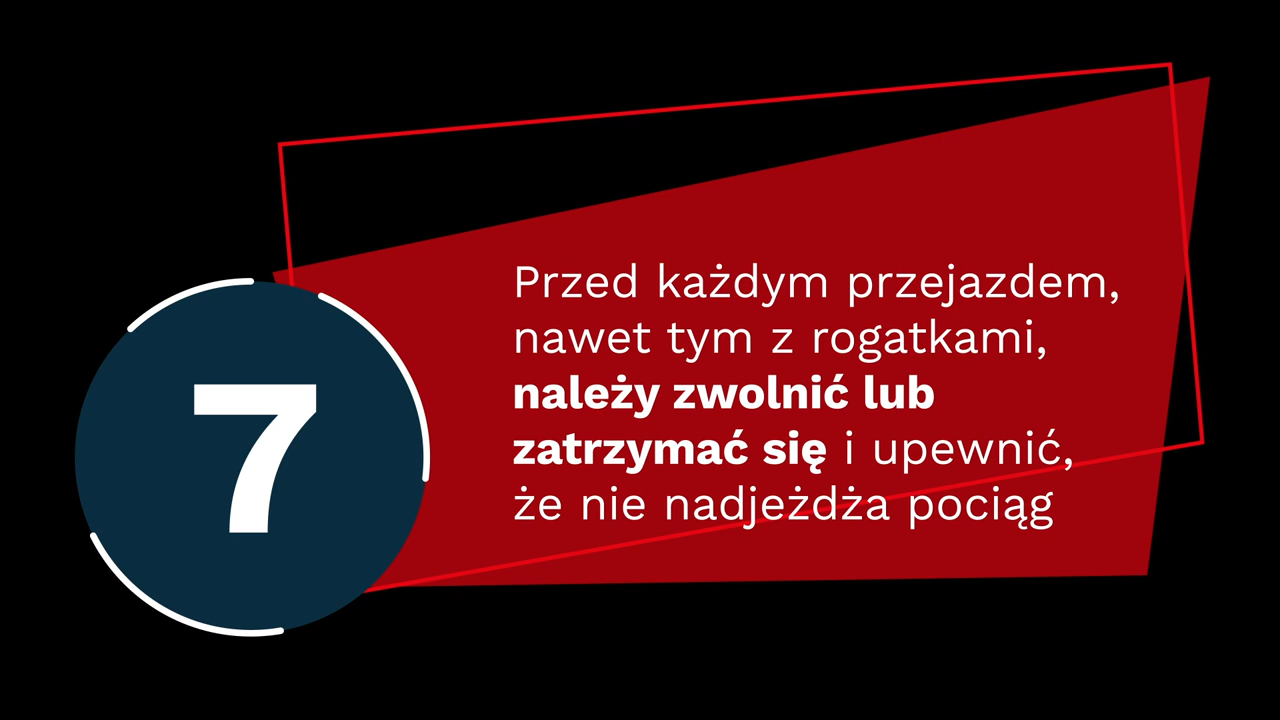 7
Przed każdym przejazdem,
nawet tym z rogatkami,
należy zwolnić lub
zatrzymać się i upewnić,
że nie nadjeżdża pociąg